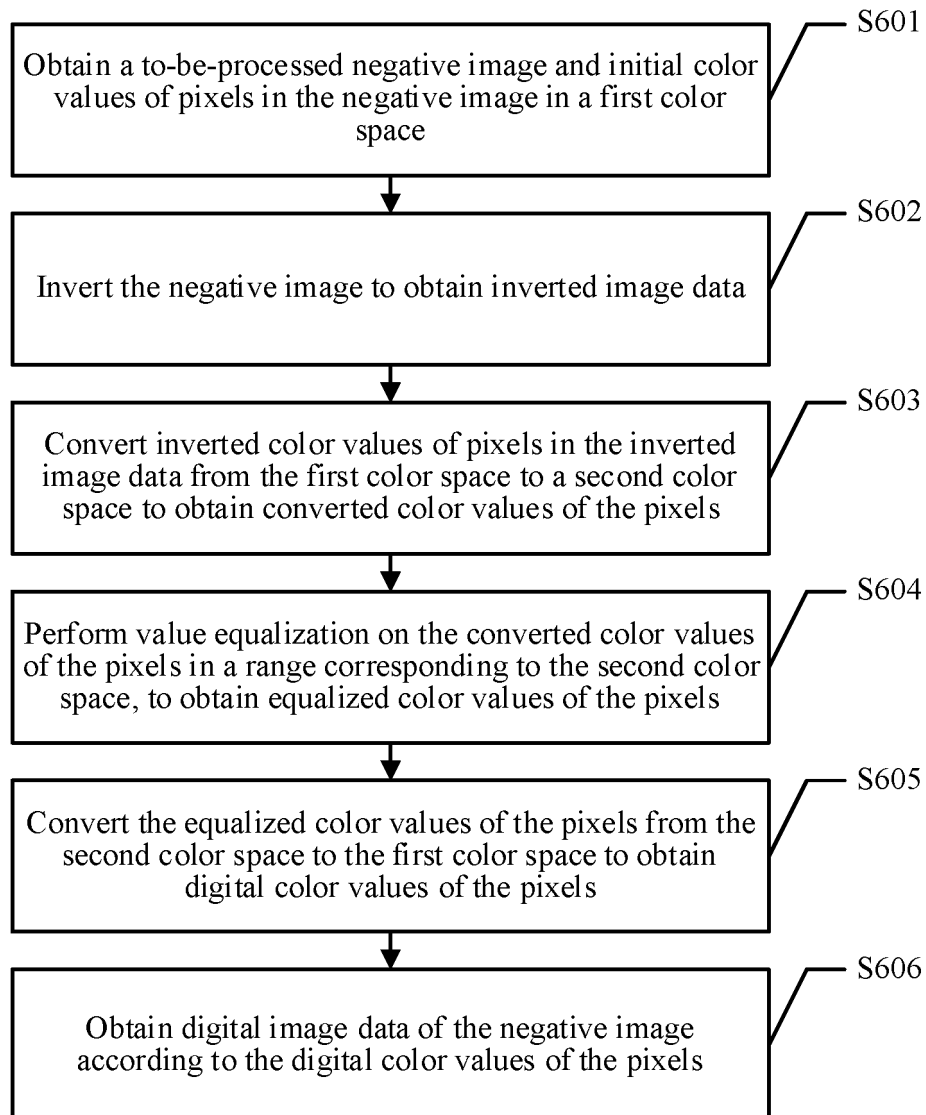 S601
Obtain a to-be-processed negative image and initial color
values of pixels in the negative image in a first color
space
S602
Invert the negative image to obtain inverted image data
S603
Convert inverted color values of pixels in the inverted
image data from the first color space to a second color
space to obtain converted color values of the pixels
S604
Perform value equalization on the converted color values
of the pixels in a range corresponding to the second color
space, to obtain equalized color values of the pixels
S605
Convert the equalized color values of the pixels from the
second color space to the first color space to obtain
digital color values of the pixels
S606
Obtain digital image data of the negative image
according to the digital color values of the pixels